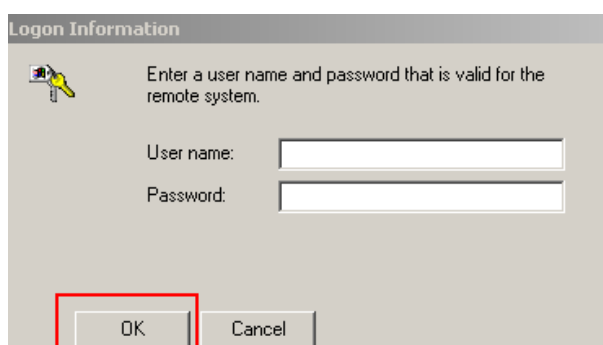 Logon Information
Enter a user name and password that is valid for the
remote system.
User name:
Password:
OK
Cancel